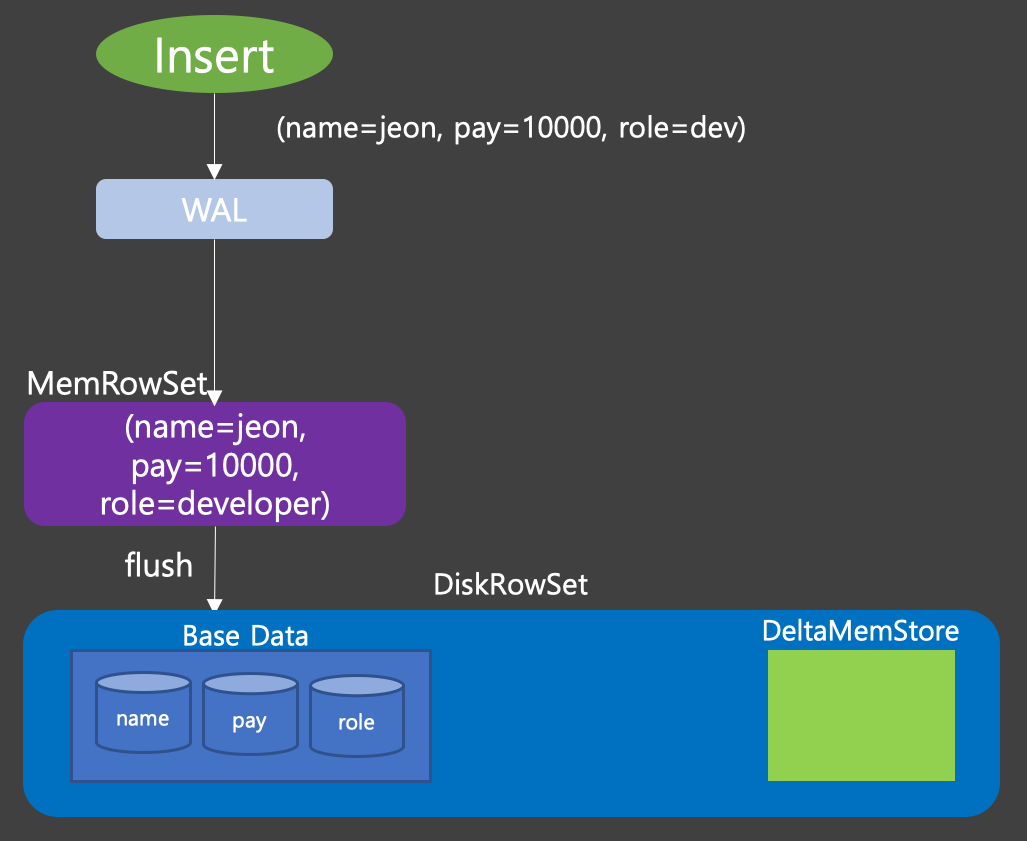 Insert
(name=jeon, pay=10000, role=dev)
WAL
MemRowSet
(name=jeon,
pay=10000,
role=developer)
flush
DiskRowSet
Base Data
DeltaMemStore
name
pay
role